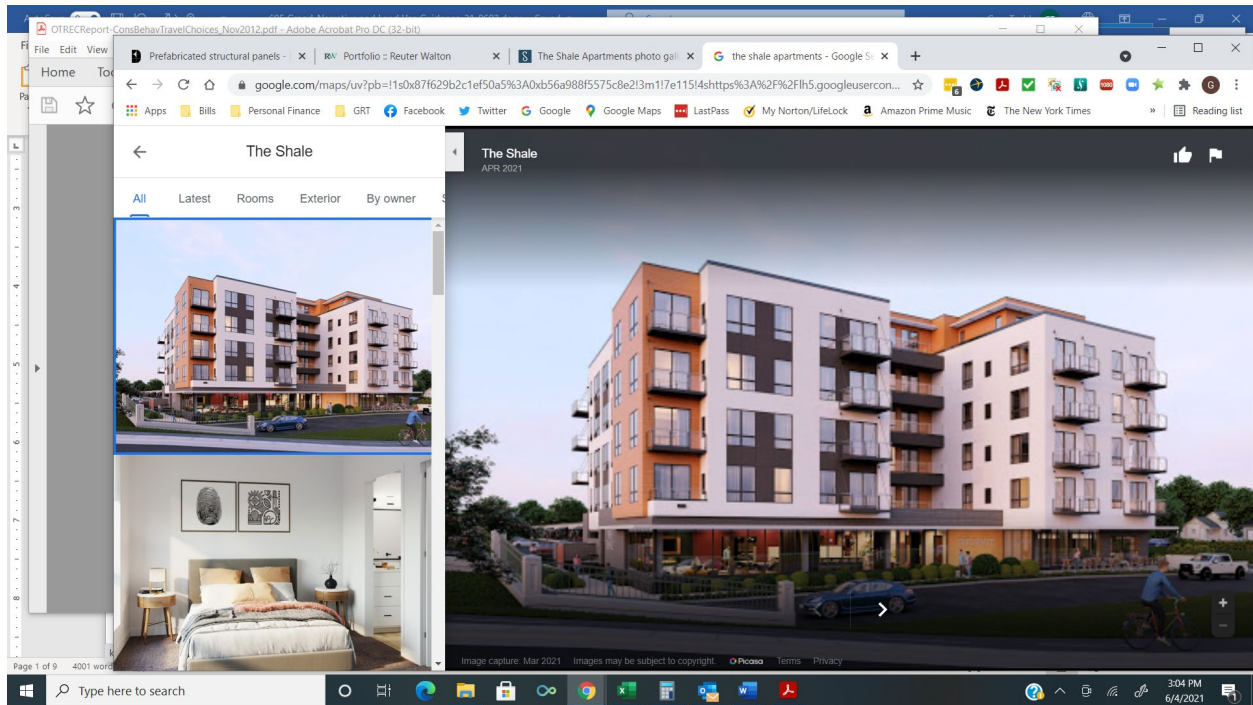 OTRECReport-ConsBehavTravelChoices_Nov2012.pdf - Adobe Acrobat Pro DC (32-bit)
File Edit View
Home
Prefabricated structural panels -
RW Portfolio :: Reuter Walton
S The Shale Apartments photo gall
G the shale apartments - Google Se
google.com/maps/uv?pb=!1s0x87f629b2c1ef50a5%3A0xb56a988f5575c8e2!3m1!7e115!4shttps%3A%2F%2Flh5.googleusercon...
6
1080
G
Apps Bills Personal Finance GRT Facebook Twitter Google Google Maps LastPass My Norton/LifeLock Amazon Prime Music The New York Times » Reading list
The Shale
All Latest Rooms Exterior By owner
The Shale
APR 2021
Image capture: Mar 2021 Images may be subject to copyright. Picasa Terms Privacy
Page 1 of 9 4001 word
Type here to search
3:04 PM
6/4/2021
1